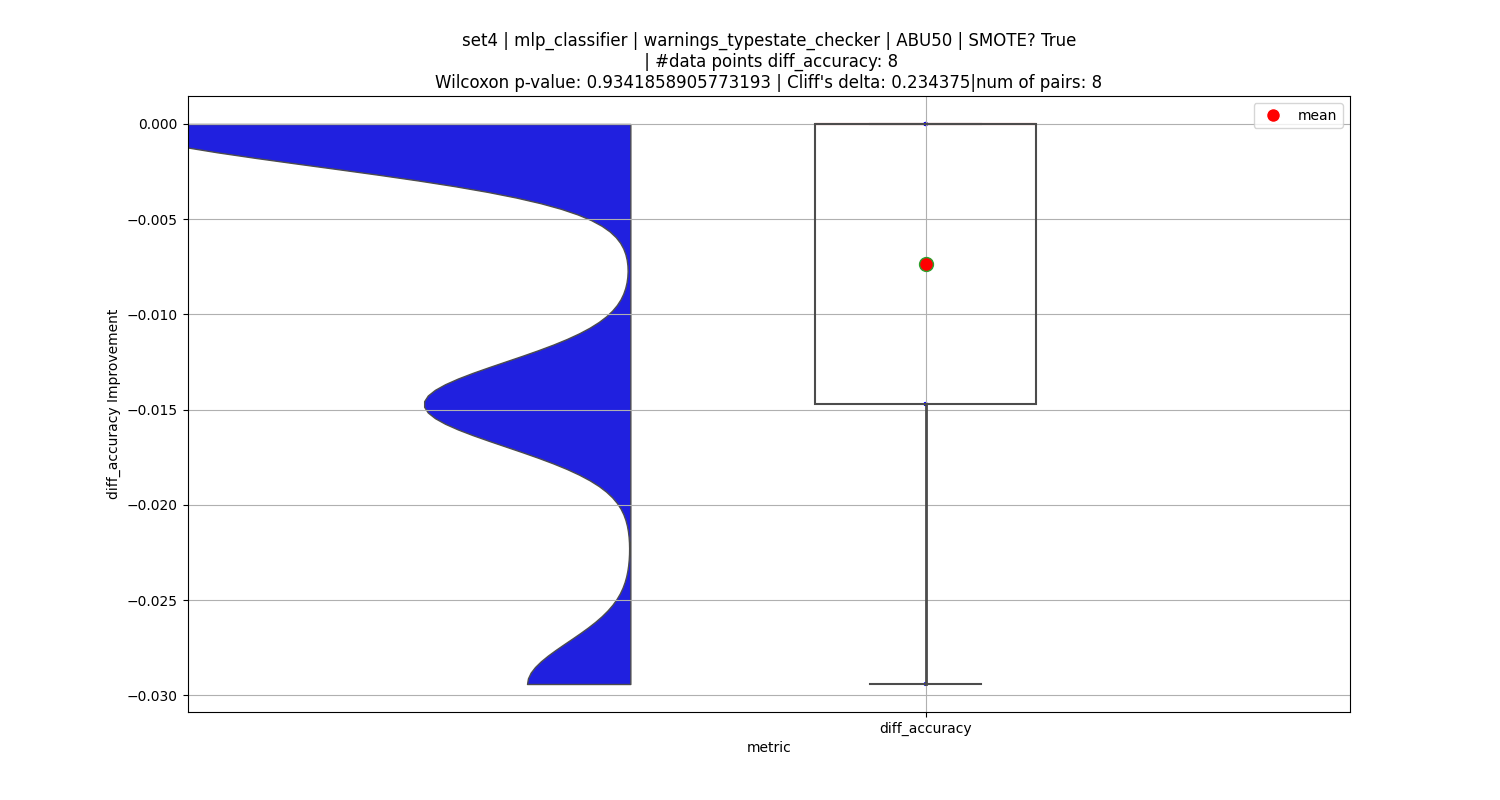 set4 | mlp_classifier | warnings_typestate_checker | ABU50 | SMOTE? True
| #data points diff_accuracy: 8
Wilcoxon p-value: 0.9341858905773193 | Cliff's delta: 0.234375|num of pairs: 8
mean
0.000
−0.005
−0.010
−0.015
−0.020
−0.025
−0.030
diff_accuracy Improvement
diff_accuracy
metric